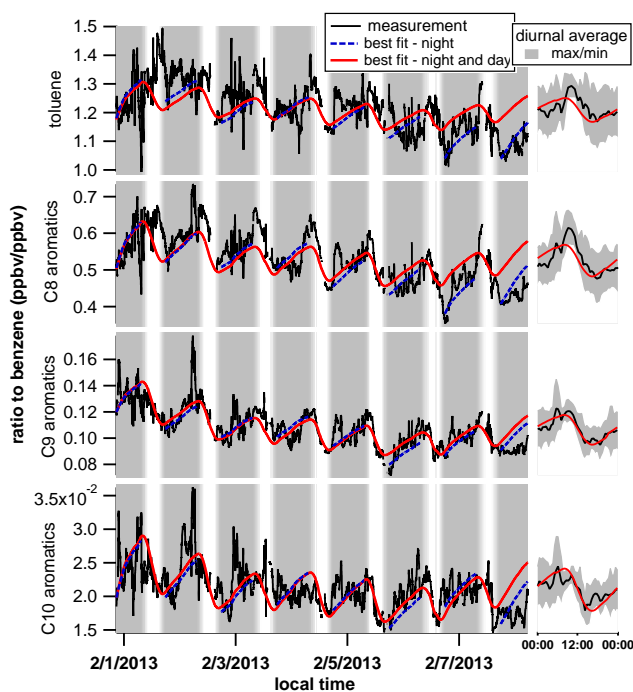 measurement
best fit - night
best fit - night and day
diurnal average
max/min
ratio to benzene (ppbv/ppbv)
toluene
1.5
1.4
1.3
1.2
1.1
1.0
C8 aromatics
0.7
0.6
0.5
0.4
C9 aromatics
0.16
0.14
0.12
0.10
0.08
C10 aromatics
3.5x10-2
3.0
2.5
2.0
1.5
2/1/2013
2/3/2013
2/5/2013
2/7/2013
local time
00:00
12:00
00:00